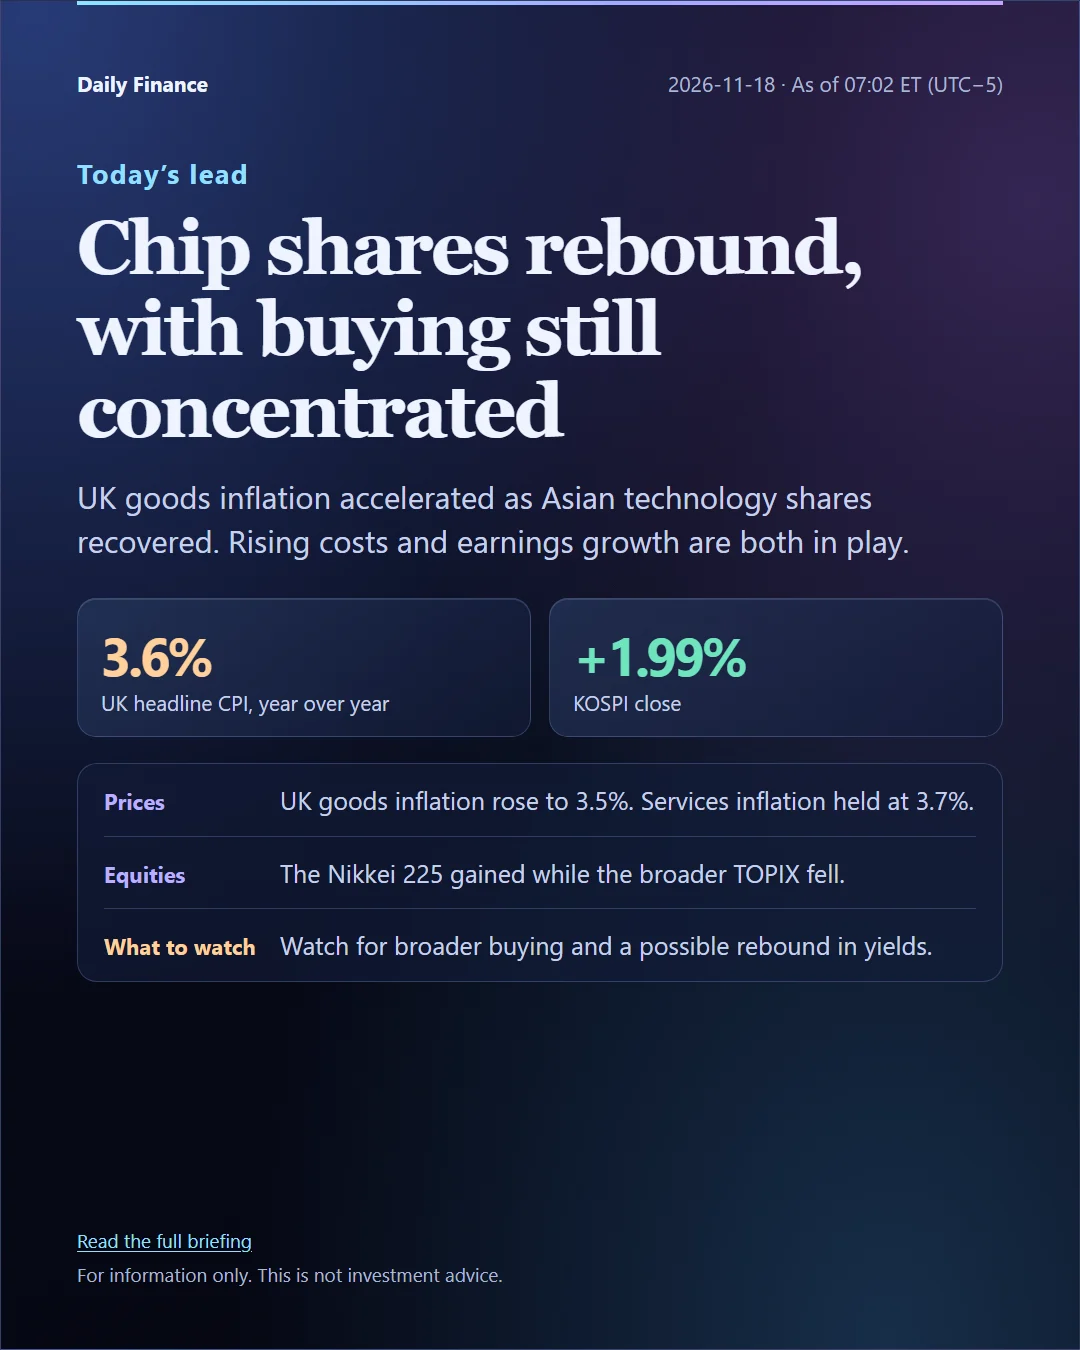 Daily Finance
2026-11-18 · As of 07:02 ET (UTC−5)
Today’s lead
Chip shares rebound,
with buying still
concentrated
UK goods inflation accelerated as Asian technology shares
recovered. Rising costs and earnings growth are both in play.
3.6%
UK headline CPI, year over year
+1.99%
KOSPI close
Prices
UK goods inflation rose to 3.5%. Services inflation held at 3.7%.
Equities
The Nikkei 225 gained while the broader TOPIX fell.
What to watch
Watch for broader buying and a possible rebound in yields.
Read the full briefing
For information only. This is not investment advice.